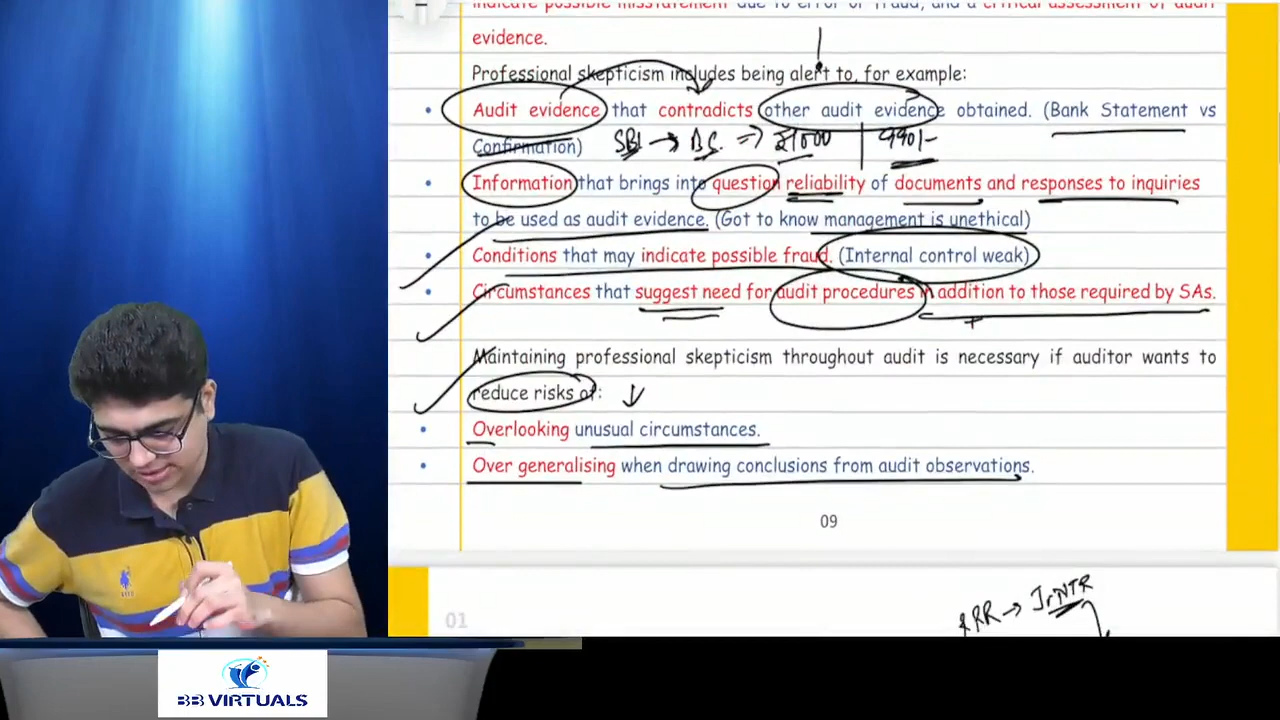 indicate possible misstatement due to error or fraud, and a critical assessment of audit
evidence.
Professional skepticism includes being alert to, for example:
• Audit evidence that contradicts other audit evidence obtained. (Bank Statement vs
Confirmation) SBI → B.S. => ₹1000 | 990/-
• Information that brings into question reliability of documents and responses to inquiries
to be used as audit evidence. (Got to know management is unethical)
• Conditions that may indicate possible fraud. (Internal control weak)
• Circumstances that suggest need for audit procedures in addition to those required by SAs.
Maintaining professional skepticism throughout audit is necessary if auditor wants to
reduce risks of:
• Overlooking unusual circumstances.
• Over generalising when drawing conclusions from audit observations.
09
01
RRR → Jr NTR
BB VIRTUALS